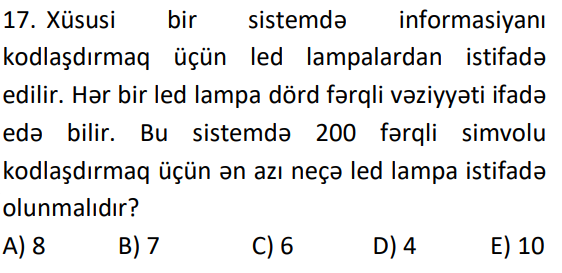 17. Xüsusi bir sistemdə informasiyanı
kodlaşdırmaq üçün led lampalardan istifadə
edilir. Hər bir led lampa dörd fərqli vəziyyəti ifadə
edə bilir. Bu sistemdə 200 fərqli simvolu
kodlaşdırmaq üçün ən azı neçə led lampa istifadə
olunmalıdır?
A) 8 B) 7 C) 6 D) 4 E) 10